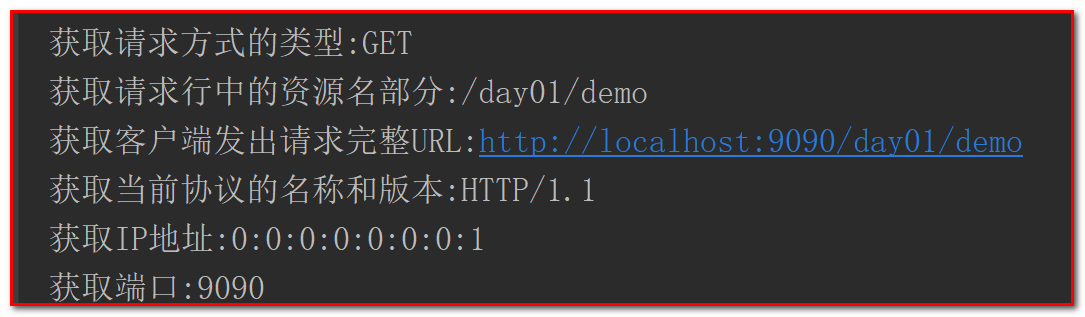 获取请求方式的类型:GET
获取请求行中的资源名部分:/day01/demo
获取客户端发出请求完整URL:http://localhost:9090/day01/demo
获取当前协议的名称和版本:HTTP/1.1
获取IP地址:0:0:0:0:0:0:0:1
获取端口:9090